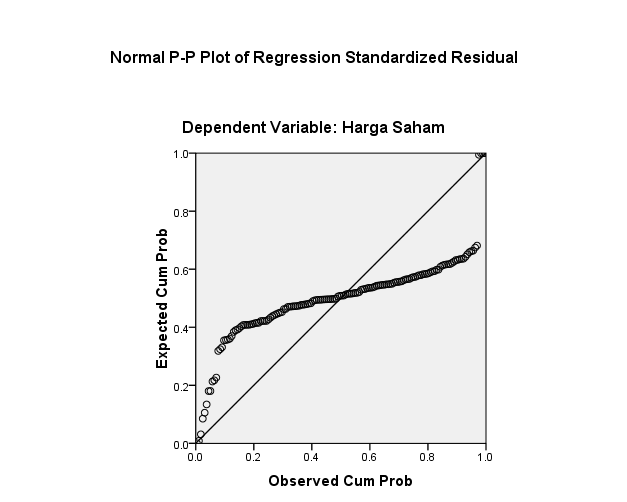 Normal P-P Plot of Regression Standardized Residual
Dependent Variable: Harga Saham
1.0
0.8
0.6
0.4
0.2
0.0
Expected Cum Prob
0.0 0.2 0.4 0.6 0.8 1.0
Observed Cum Prob